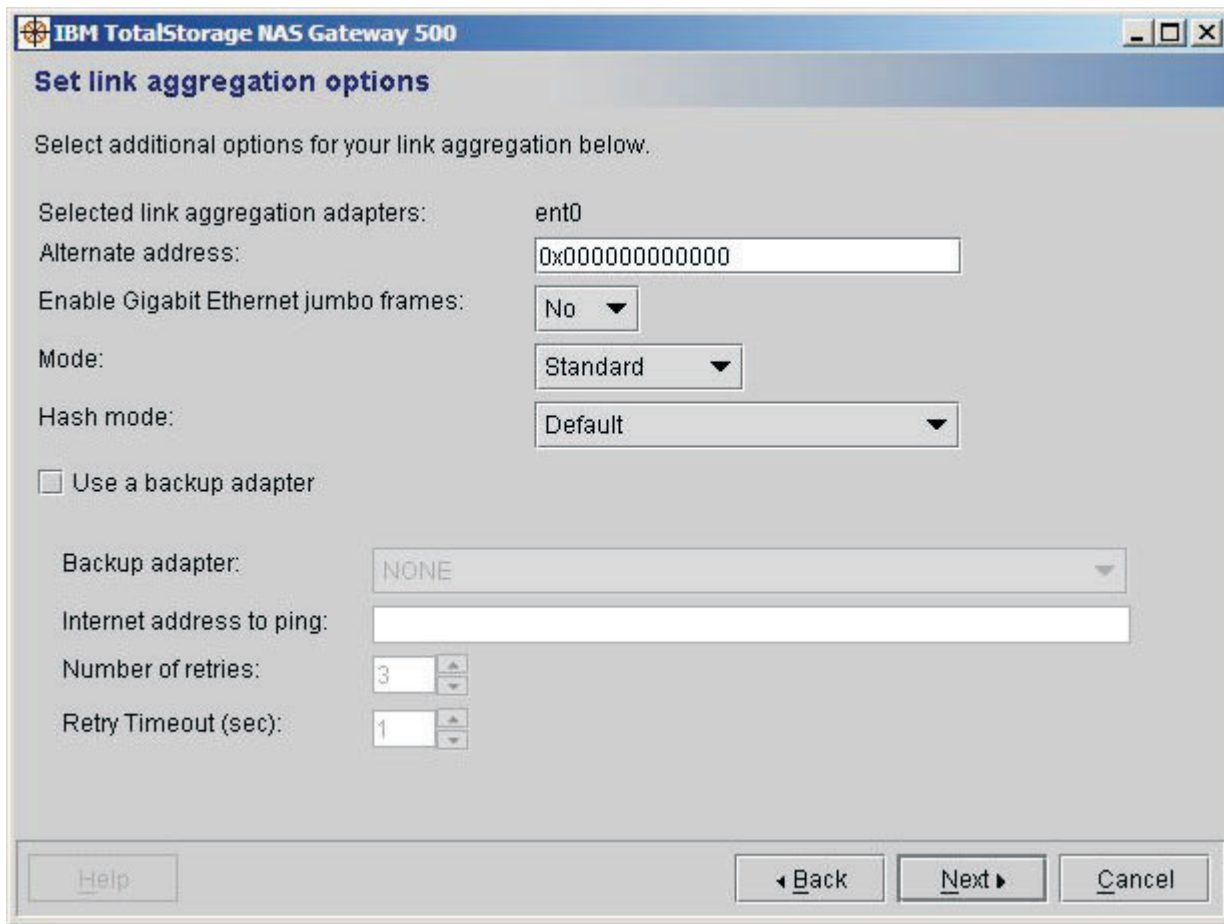 IBM TotalStorage NAS Gateway 500
Set link aggregation options
Select additional options for your link aggregation below.
Selected link aggregation adapters: ent0
Alternate address: 0x000000000000
Enable Gigabit Ethernet jumbo frames: No
Mode: Standard
Hash mode: Default
Use a backup adapter
Backup adapter: NONE
Internet address to ping:
Number of retries: 3
Retry Timeout (sec): 1
Help Back Next Cancel